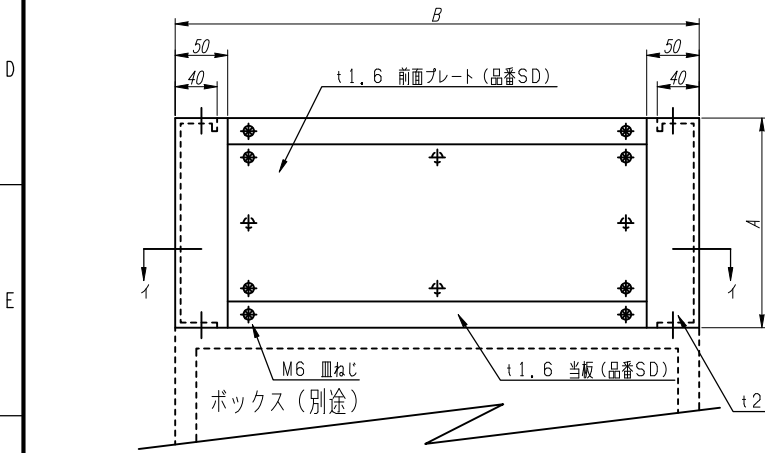 B
50
50
D
40
40
t1.6 前面プレート(品番SD)
A
イ
イ
E
M6 皿ねじ
t1.6 当板(品番SD)
ボックス(別途)
t2